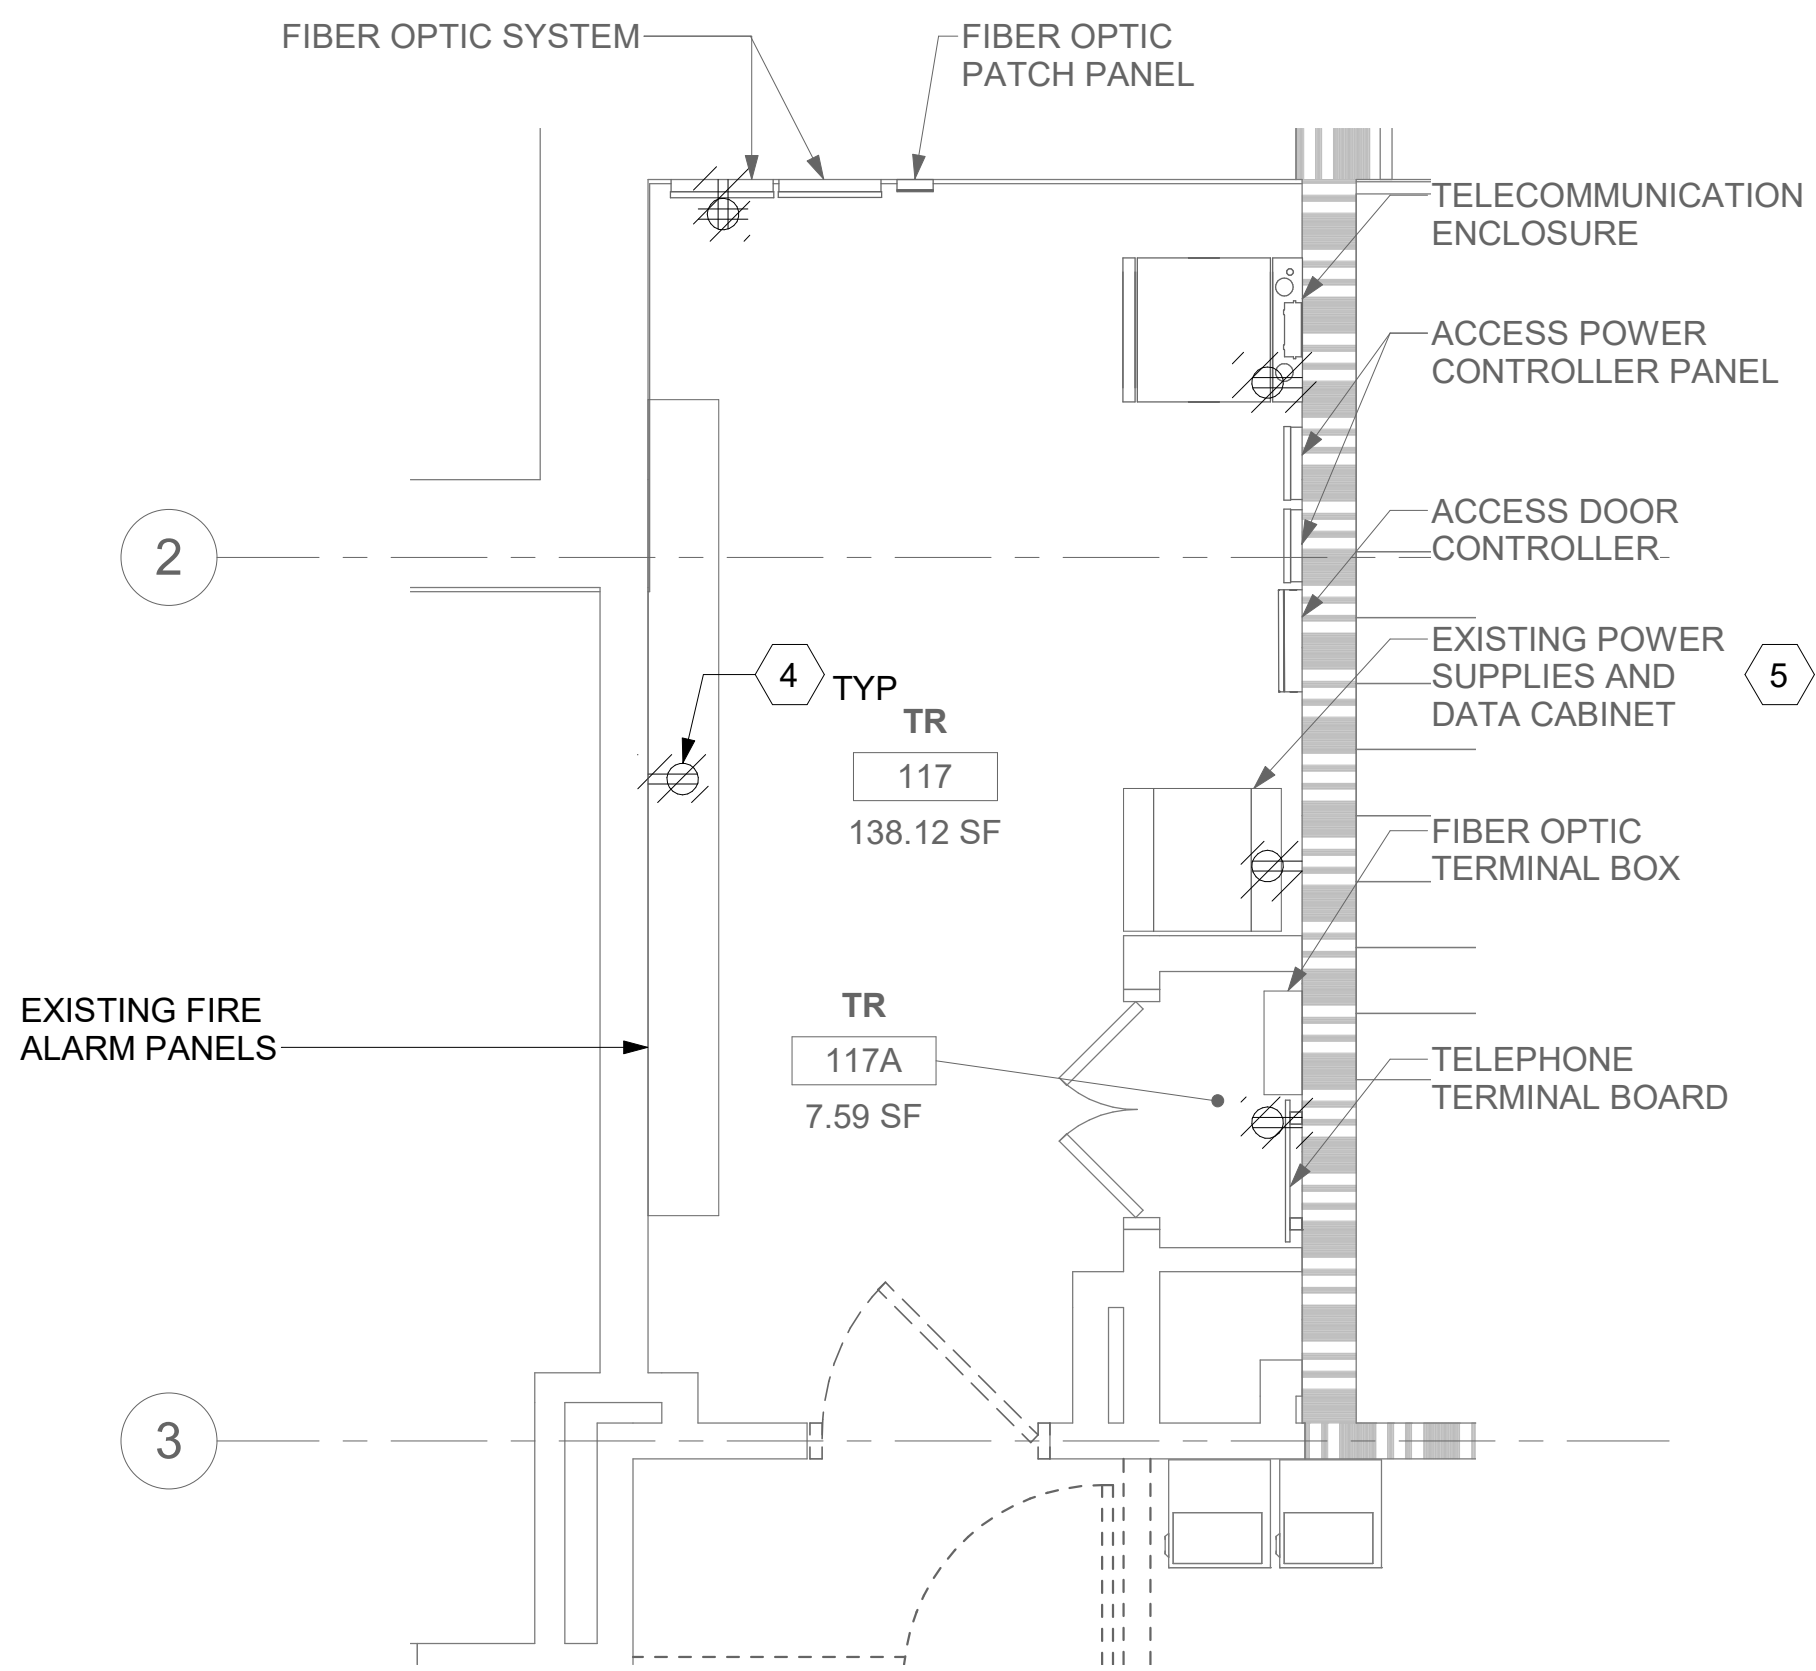 FIBER OPTIC SYSTEM
FIBER OPTIC
PATCH PANEL
TELECOMMUNICATION
ENCLOSURE
ACCESS POWER
CONTROLLER PANEL
2
ACCESS DOOR
CONTROLLER
EXISTING POWER
SUPPLIES AND
DATA CABINET
5
4
TYP
TR
117
138.12 SF
FIBER OPTIC
TERMINAL BOX
EXISTING FIRE
ALARM PANELS
TR
117A
7.59 SF
TELEPHONE
TERMINAL BOARD
3